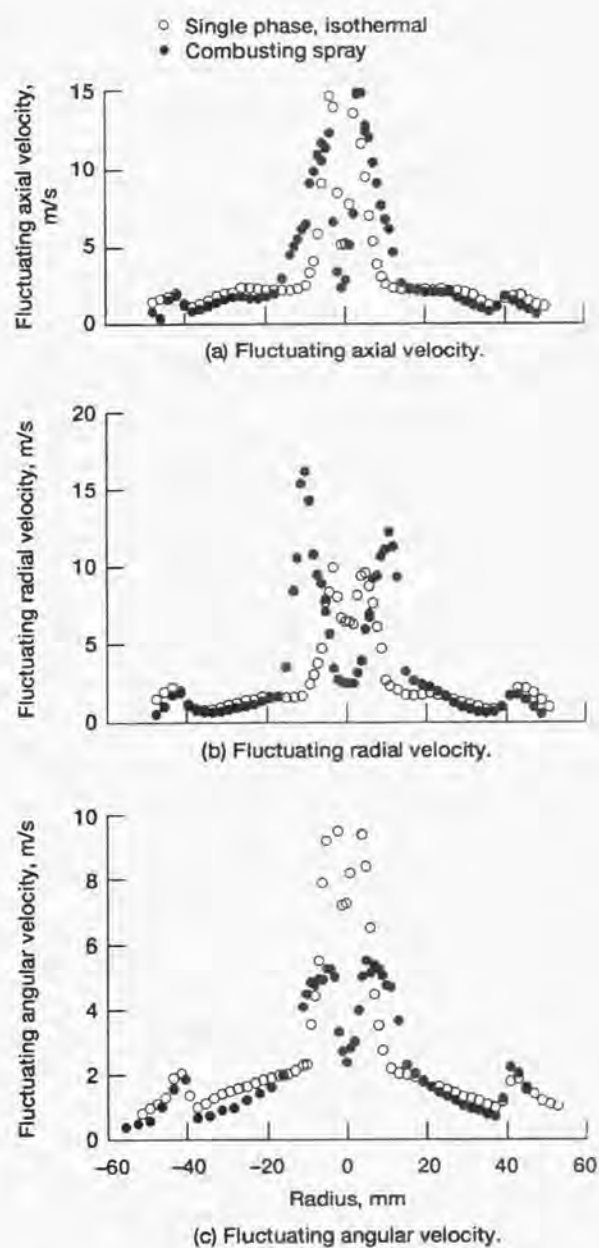 ○ Single phase, isothermal
● Combusting spray
Fluctuating axial velocity,
m/s
15
10
5
0
(a) Fluctuating axial velocity.
Fluctuating radial velocity, m/s
20
15
10
5
0
(b) Fluctuating radial velocity.
Fluctuating angular velocity, m/s
10
8
6
4
2
0
−60 −40 −20 0 20 40 60
Radius, mm
(c) Fluctuating angular velocity.